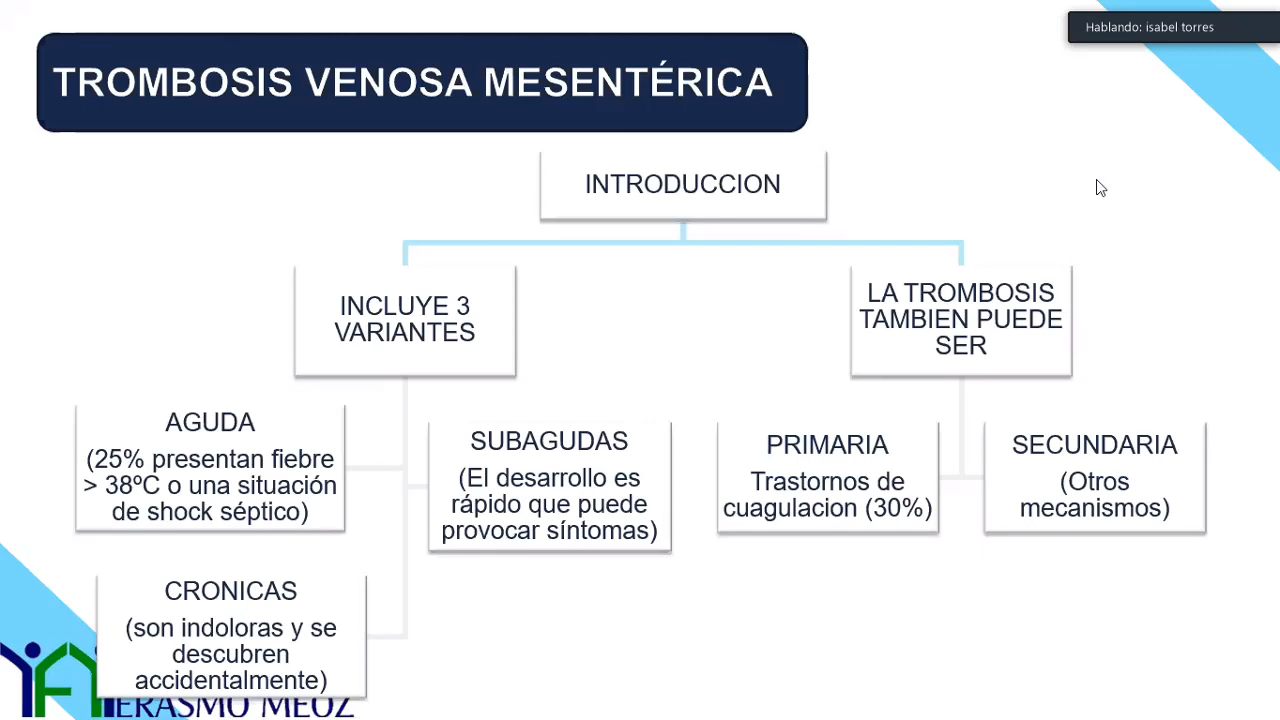 Hablando: isabel torres
TROMBOSIS VENOSA MESENTÉRICA
INTRODUCCION
INCLUYE 3
VARIANTES
LA TROMBOSIS
TAMBIEN PUEDE
SER
AGUDA
(25% presentan fiebre
> 38ºC o una situación
de shock séptico)
SUBAGUDAS
(El desarrollo es
rápido que puede
provocar síntomas)
PRIMARIA
Trastornos de
cuagulacion (30%)
SECUNDARIA
(Otros
mecanismos)
CRONICAS
(son indoloras y se
descubren
accidentalmente)
ERASMO MEOZ